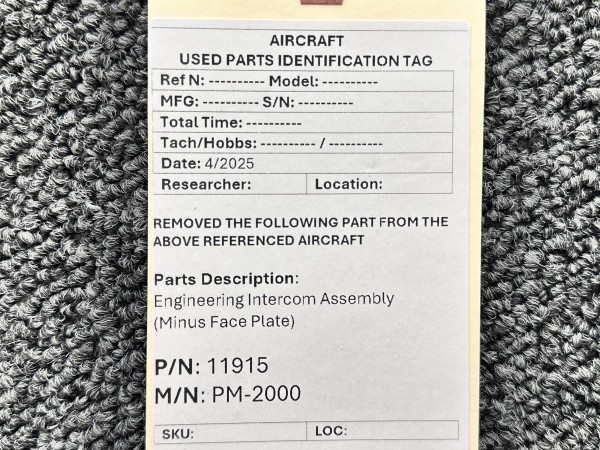 AIRCRAFT
USED PARTS IDENTIFICATION TAG
Ref N: ---------- Model: ----------
MFG: ---------- S/N: ----------
Total Time: ----------
Tach/Hobbs: ---------- / ----------
Date: 4/2025
Researcher: Location:
REMOVED THE FOLLOWING PART FROM THE
ABOVE REFERENCED AIRCRAFT
Parts Description:
Engineering Intercom Assembly
(Minus Face Plate)
P/N: 11915
M/N: PM-2000
SKU: LOC: